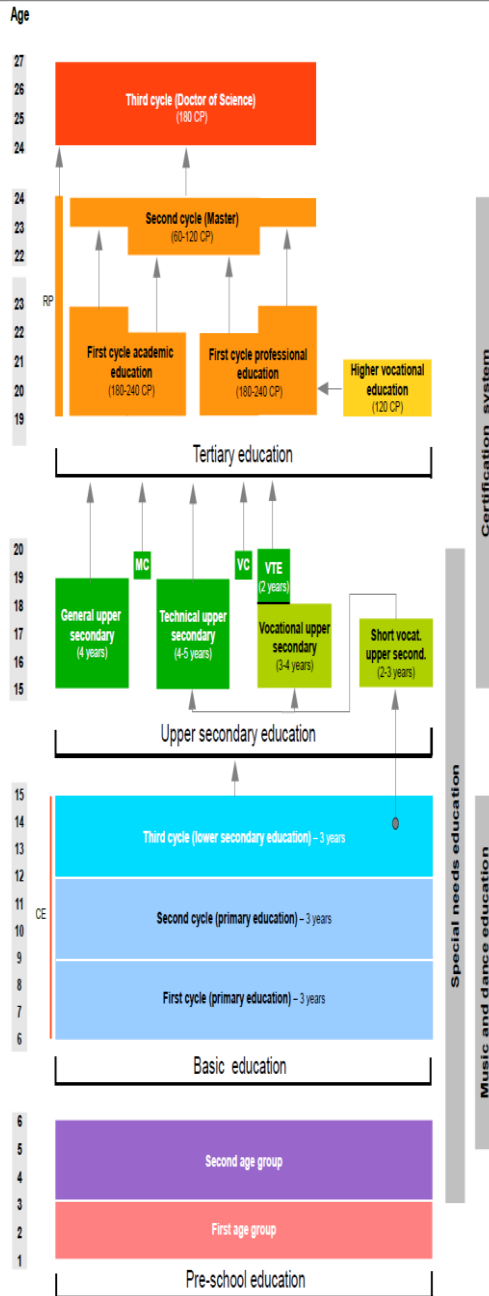 Age
27
26
25
24
Third cycle (Doctor of Science)
(180 CP)
24
23
22
Second cycle (Master)
(60-120 CP)
RP
23
22
21
20
19
First cycle academic
education
(180-240 CP)
First cycle professional
education
(180-240 CP)
Higher vocational
education
(120 CP)
Tertiary education
20
19
18
17
16
15
General upper
secondary
(4 years)
MC
Technical upper
secondary
(4-5 years)
VC
VTE
(2 years)
Vocational upper
secondary
(3-4 years)
Short vocat.
upper second.
(2-3 years)
Upper secondary education
15
14
13
12
11
10
9
8
7
6
CE
Third cycle (lower secondary education) – 3 years
Second cycle (primary education) – 3 years
First cycle (primary education) – 3 years
Basic education
6
5
4
3
2
1
Second age group
First age group
Pre-school education
Special needs education
Certification system
Music and dance education